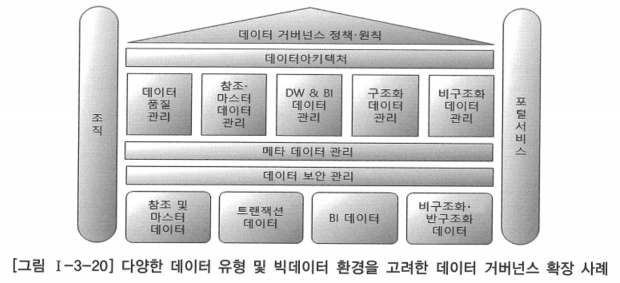 데이터 거버넌스 정책·원칙
데이터아키텍처
데이터
품질
관리
참조·
마스터
데이터
관리
DW & BI
데이터
관리
구조화
데이터
관리
비구조화
데이터
관리
조직
포털서비스
메타 데이터 관리
데이터 보안 관리
참조 및
마스터
데이터
트랜잭션
데이터
BI 데이터
비구조화·
반구조화
데이터
[그림 Ⅰ-3-20] 다양한 데이터 유형 및 빅데이터 환경을 고려한 데이터 거버넌스 확장 사례